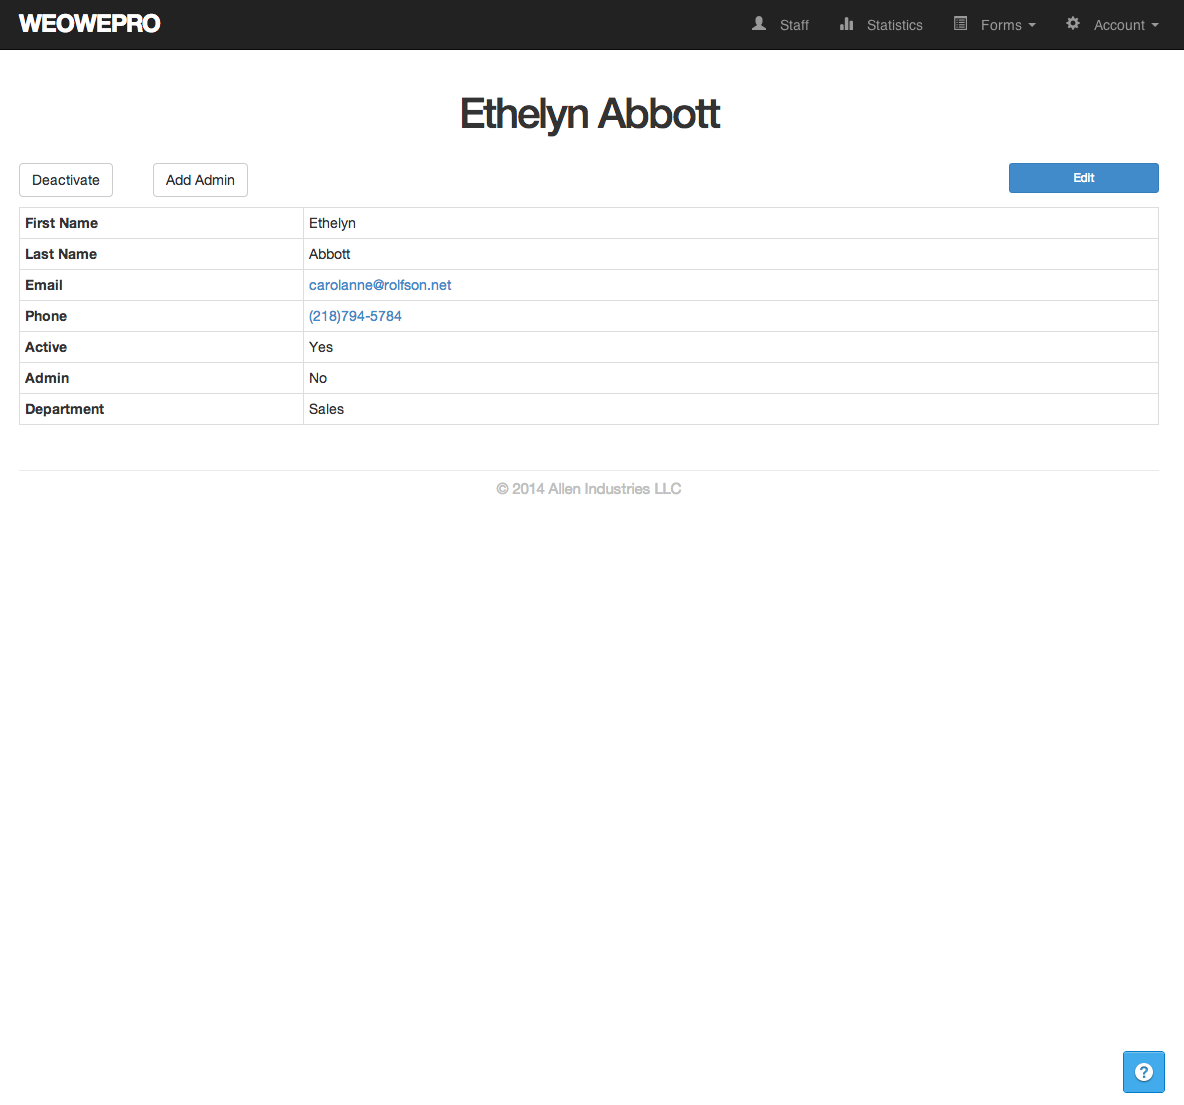 WEOWEPRO Staff Statistics Forms Account
Ethelyn Abbott
Deactivate Add Admin Edit
First Name Ethelyn
Last Name Abbott
Email carolanne@rolfson.net
Phone (218)794-5784
Active Yes
Admin No
Department Sales
© 2014 Allen Industries LLC
?